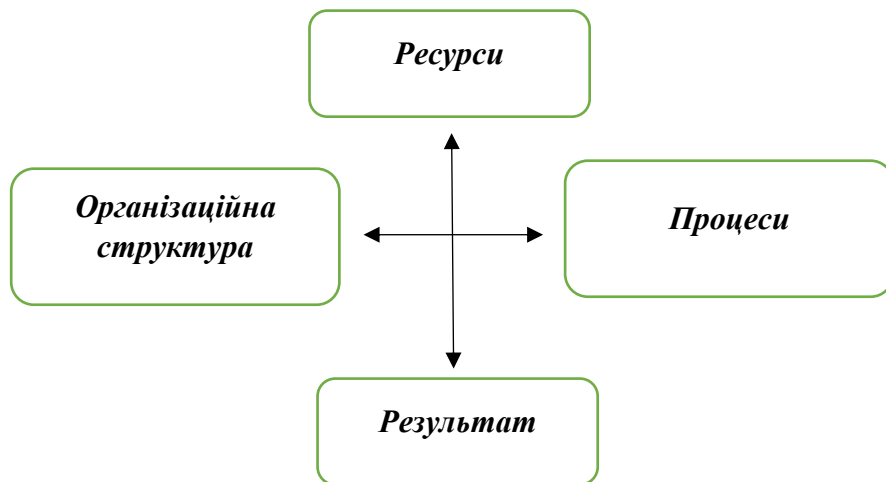 Ресурси
Організаційна
структура
Процеси
Результат